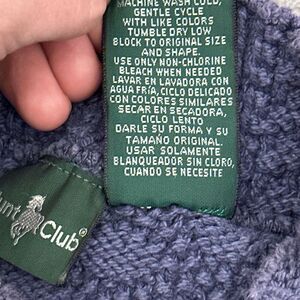 MACHINE WASH COLD,
GENTLE CYCLE
WITH LIKE COLORS
TUMBLE DRY LOW
BLOCK TO ORIGINAL SIZE
AND SHAPE.
USE ONLY NON-CHLORINE
BLEACH WHEN NEEDED
LAVAR EN LAVADORA CON
AGUA FRIA, CICLO DELICADO
CON COLORES SIMILARES
SECAR EN SECADORA,
CICLO LENTO
DARLE SU FORMA Y SU
TAMAÑO ORIGINAL.
USAR SOLAMENTE
BLANQUEADOR SIN CLORO,
CUANDO SE NECESITE
unt Club®